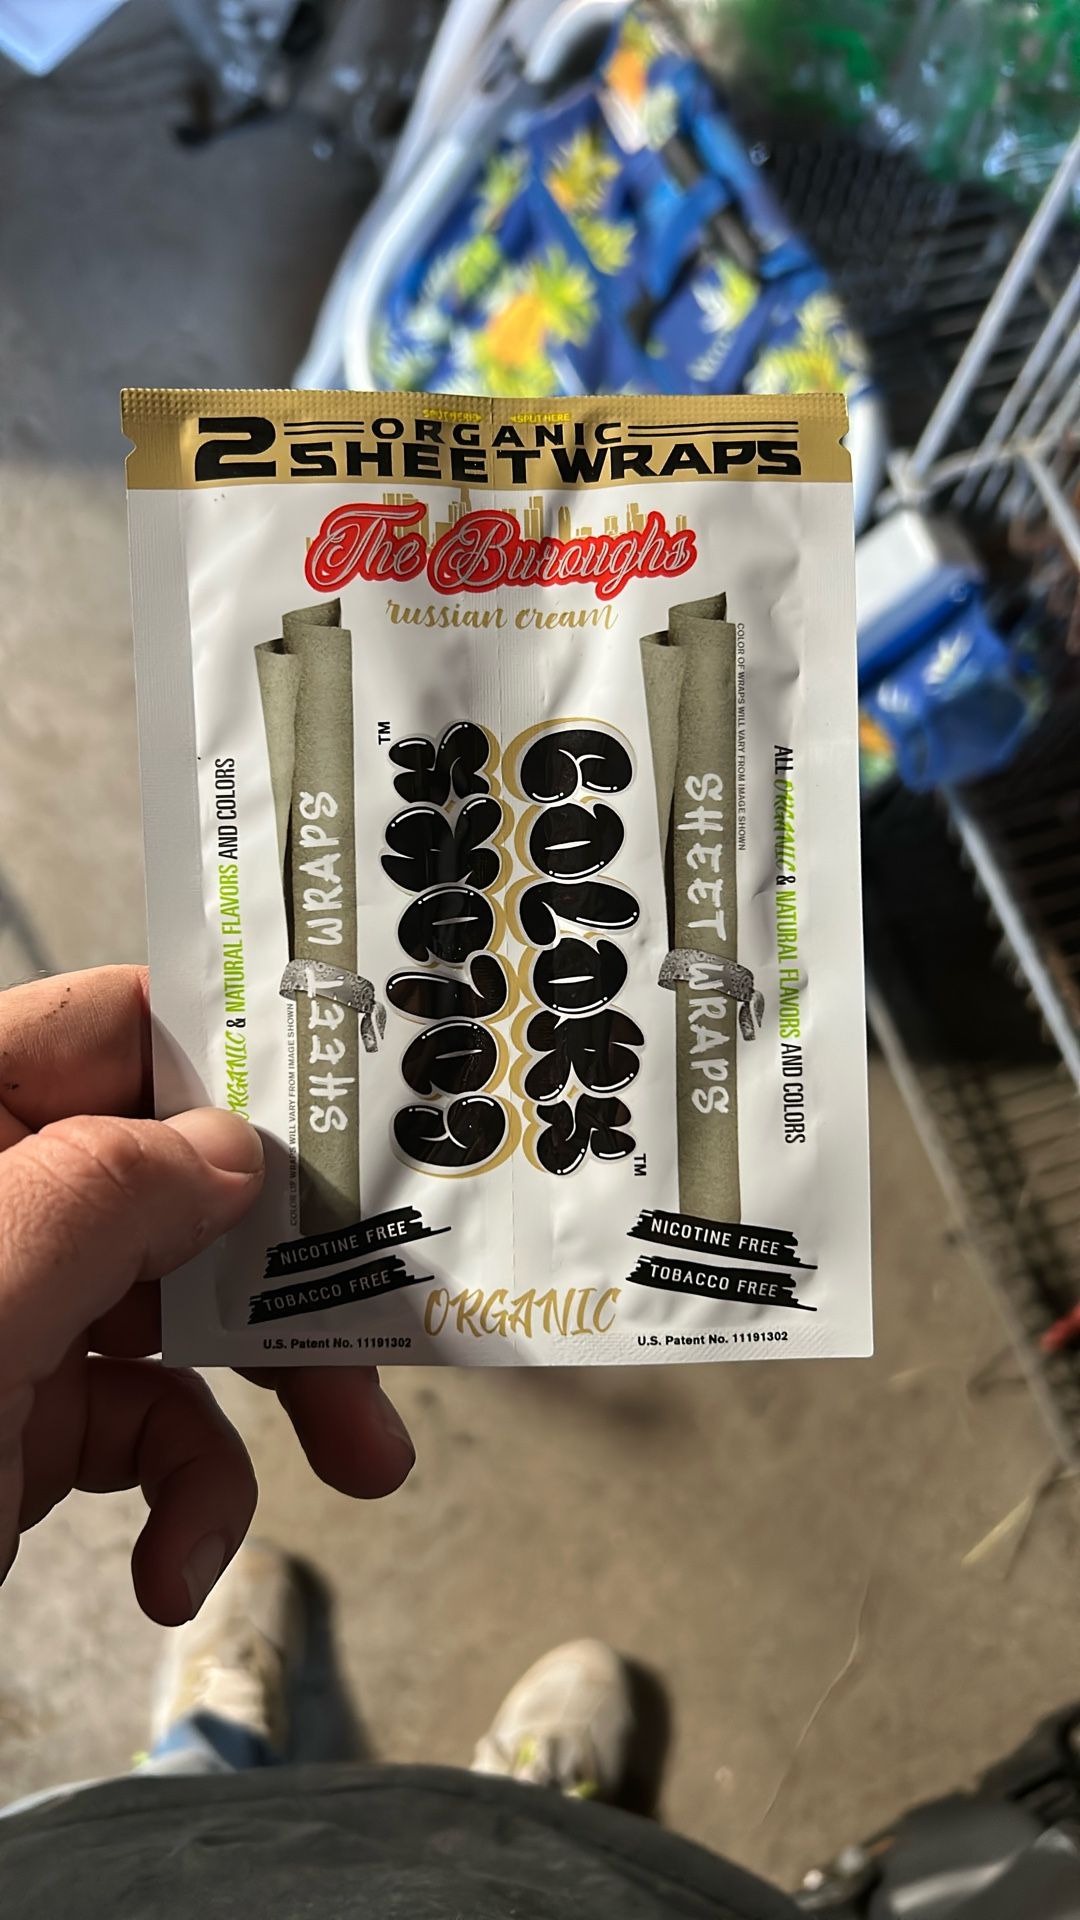 SPLIT HERE
SPLIT HERE
2 ORGANIC
SHEET WRAPS
The Buroughs
russian cream
COLORS™
COLORS™
SHEET WRAPS
SHEET WRAPS
COLOR OF WRAPS WILL VARY FROM IMAGE SHOWN
COLOR OF WRAPS WILL VARY FROM IMAGE SHOWN
ORGANIC & NATURAL FLAVORS AND COLORS
ALL ORGANIC & NATURAL FLAVORS AND COLORS
NICOTINE FREE
TOBACCO FREE
NICOTINE FREE
TOBACCO FREE
ORGANIC
U.S. Patent No. 11191302
U.S. Patent No. 11191302